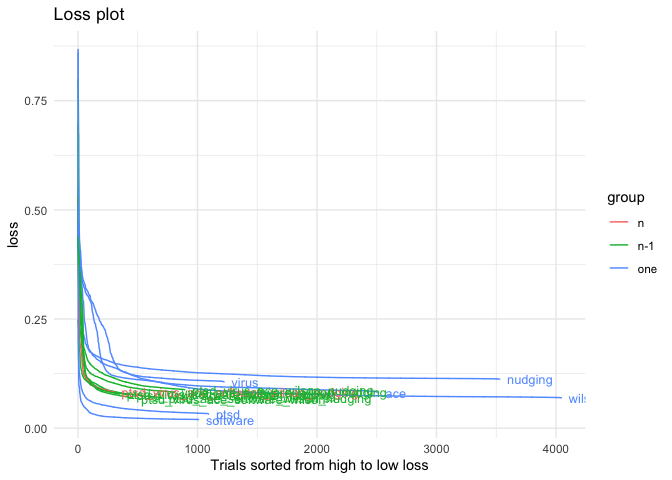 Loss plot
loss
0.75
0.50
0.25
0.00
0
1000
2000
3000
4000
Trials sorted from high to low loss
group
n
n-1
one
virus
nudging
ace
wils
ptsd
software